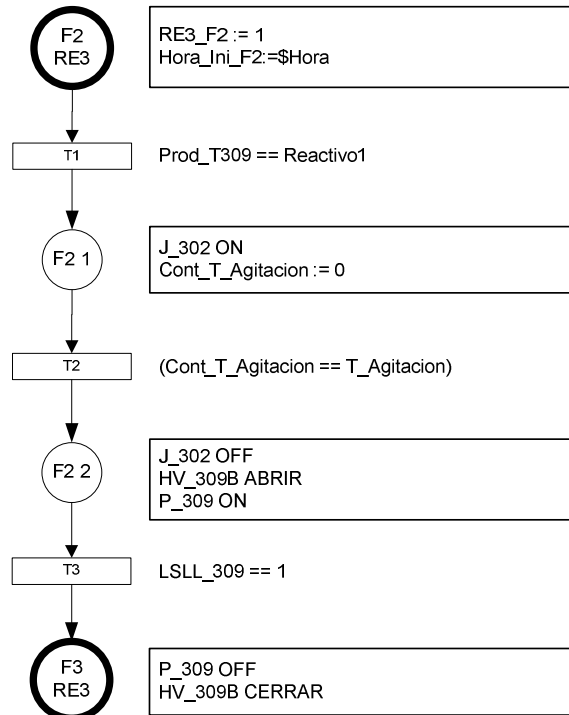 F2
RE3
RE3_F2 := 1
Hora_Ini_F2:=$Hora
T1
Prod_T309 == Reactivo1
F2 1
J_302 ON
Cont_T_Agitacion := 0
T2
(Cont_T_Agitacion == T_Agitacion)
F2 2
J_302 OFF
HV_309B ABRIR
P_309 ON
T3
LSLL_309 == 1
F3
RE3
P_309 OFF
HV_309B CERRAR